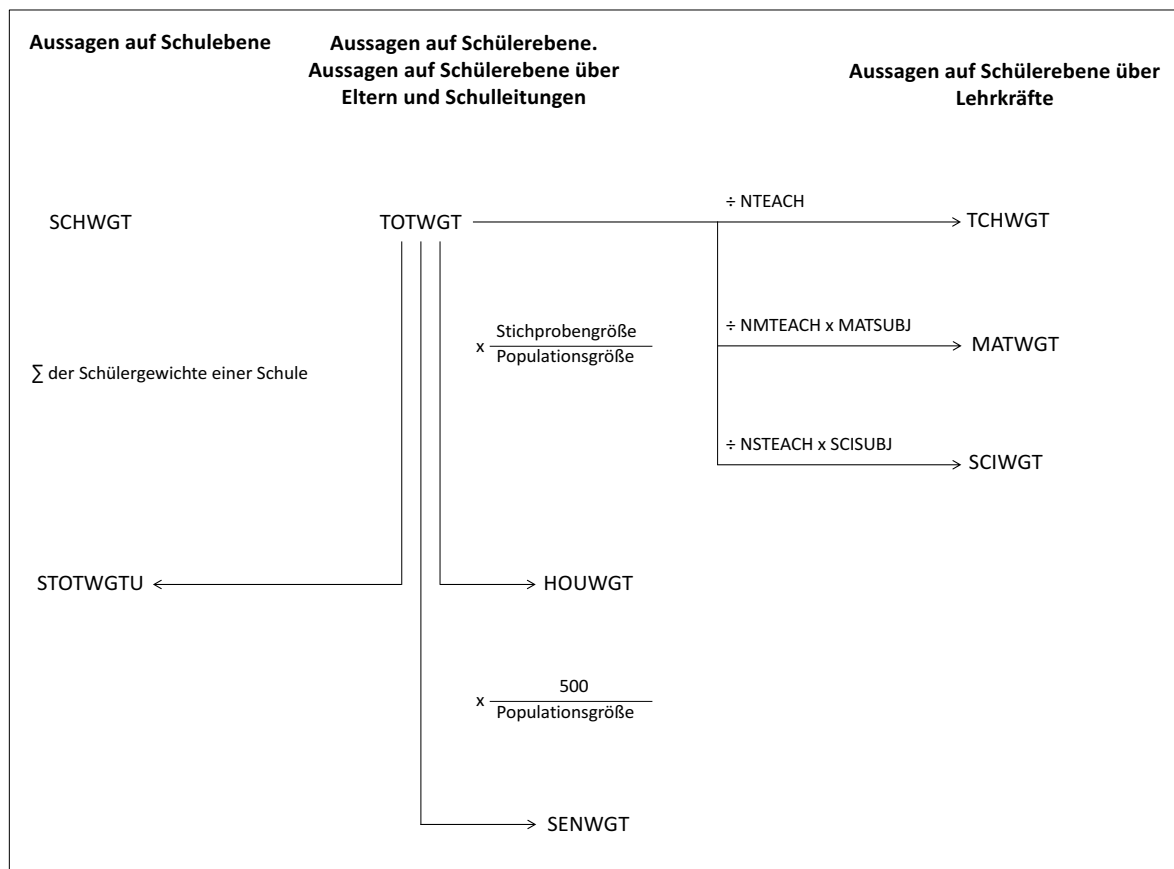 Aussagen auf Schulebene
Aussagen auf Schülerebene.
Aussagen auf Schülerebene über
Eltern und Schulleitungen
Aussagen auf Schülerebene über
Lehrkräfte
SCHWGT
TOTWGT
÷ NTEACH
TCHWGT
÷ NMTEACH x MATSUBJ
MATWGT
÷ NSTEACH x SCISUBJ
SCIWGT
x Stichprobengröße
Populationsgröße
∑ der Schülergewichte einer Schule
STOTWGTU
HOUWGT
x 500
Populationsgröße
SENWGT